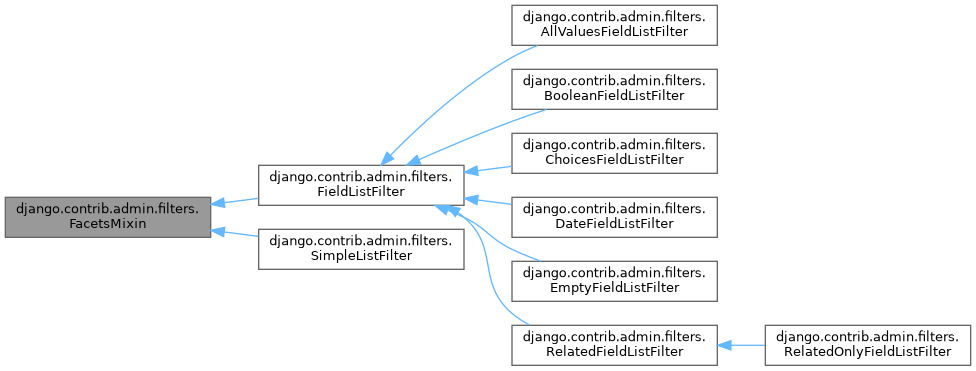 django.contrib.admin.filters.
AllValuesFieldListFilter
django.contrib.admin.filters.
BooleanFieldListFilter
django.contrib.admin.filters.
ChoicesFieldListFilter
django.contrib.admin.filters.
FieldListFilter
django.contrib.admin.filters.
FacetsMixin
django.contrib.admin.filters.
DateFieldListFilter
django.contrib.admin.filters.
SimpleListFilter
django.contrib.admin.filters.
EmptyFieldListFilter
django.contrib.admin.filters.
RelatedFieldListFilter
django.contrib.admin.filters.
RelatedOnlyFieldListFilter